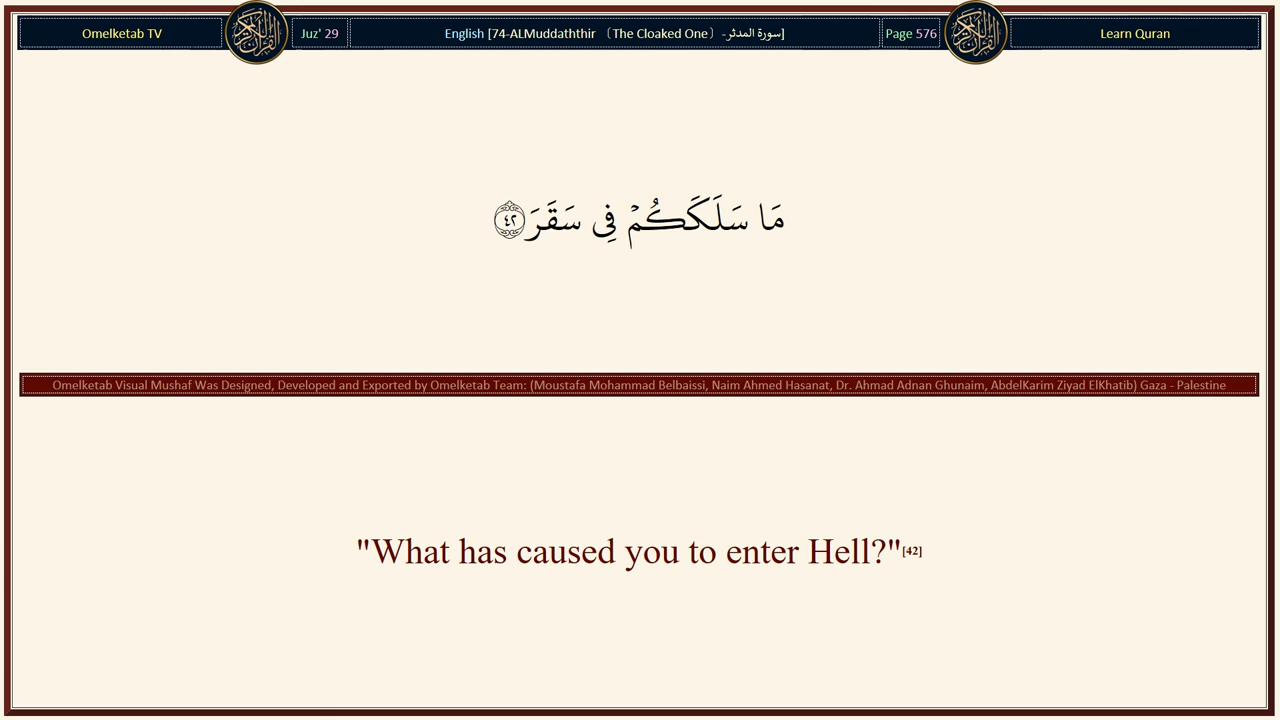 Omelketab TV
Juz' 29
English [74-ALMuddaththir 〔The Cloaked One〕 -سورة المدثر]
Page 576
Learn Quran
مَا سَلَكَكُمْ فِى سَقَرَ ٤٢
Omelketab Visual Mushaf Was Designed, Developed and Exported by Omelketab Team: (Moustafa Mohammad Belbaissi, Naim Ahmed Hasanat, Dr. Ahmad Adnan Ghunaim, AbdelKarim Ziyad ElKhatib) Gaza - Palestine
"What has caused you to enter Hell?"[42]